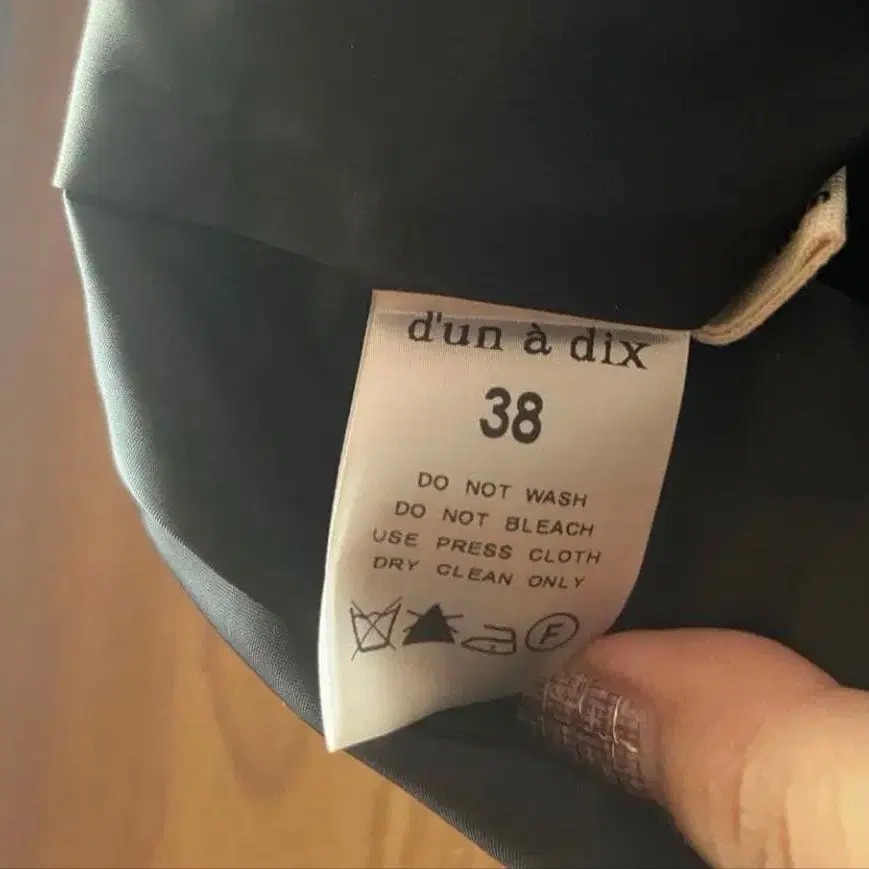 d'un à dix
38
DO NOT WASH
DO NOT BLEACH
USE PRESS CLOTH
DRY CLEAN ONLY
F